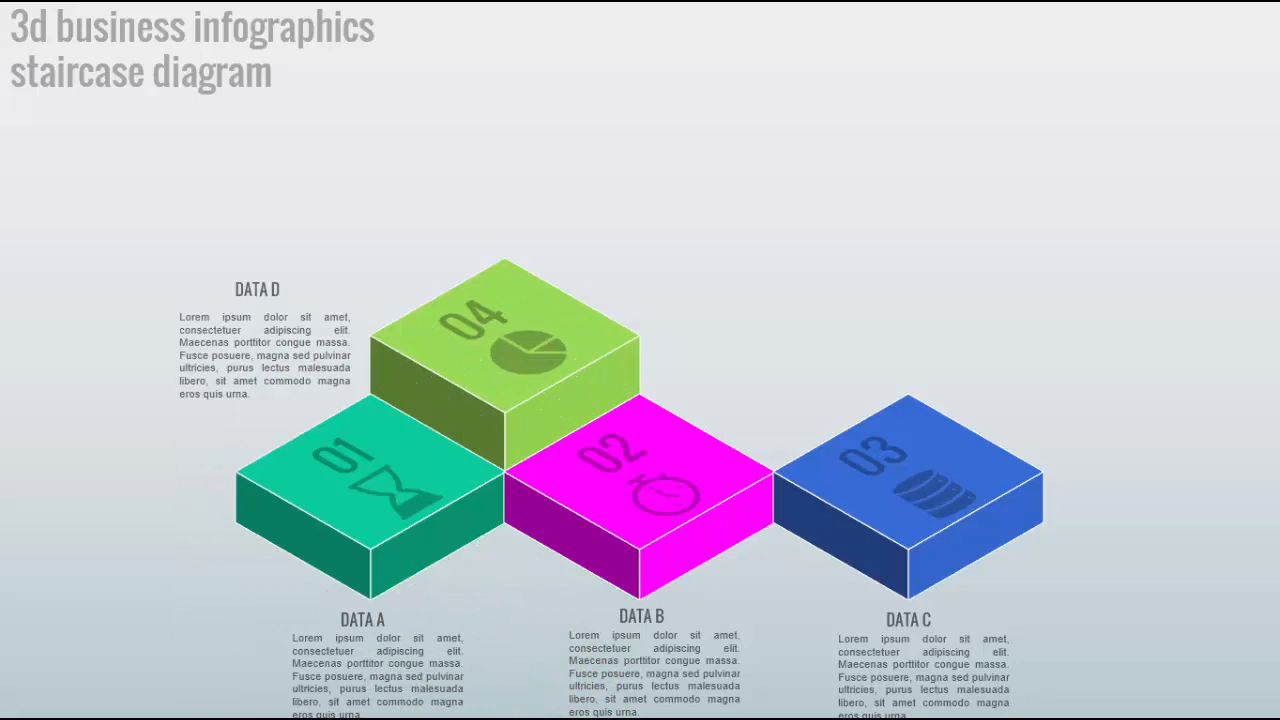 3d business infographics
staircase diagram
DATA D
Lorem ipsum dolor sit amet,
consectetuer adipiscing elit.
Maecenas porttitor congue massa.
Fusce posuere, magna sed pulvinar
ultricies, purus lectus malesuada
libero, sit amet commodo magna
eros quis urna.
04
01
02
03
DATA A
Lorem ipsum dolor sit amet,
consectetuer adipiscing elit.
Maecenas porttitor congue massa.
Fusce posuere, magna sed pulvinar
ultricies, purus lectus malesuada
libero, sit amet commodo magna
eros quis urna.
DATA B
Lorem ipsum dolor sit amet,
consectetuer adipiscing elit.
Maecenas porttitor congue massa.
Fusce posuere, magna sed pulvinar
ultricies, purus lectus malesuada
libero, sit amet commodo magna
eros quis urna.
DATA C
Lorem ipsum dolor sit amet,
consectetuer adipiscing elit.
Maecenas porttitor congue massa.
Fusce posuere, magna sed pulvinar
ultricies, purus lectus malesuada
libero, sit amet commodo magna
eros quis urna.